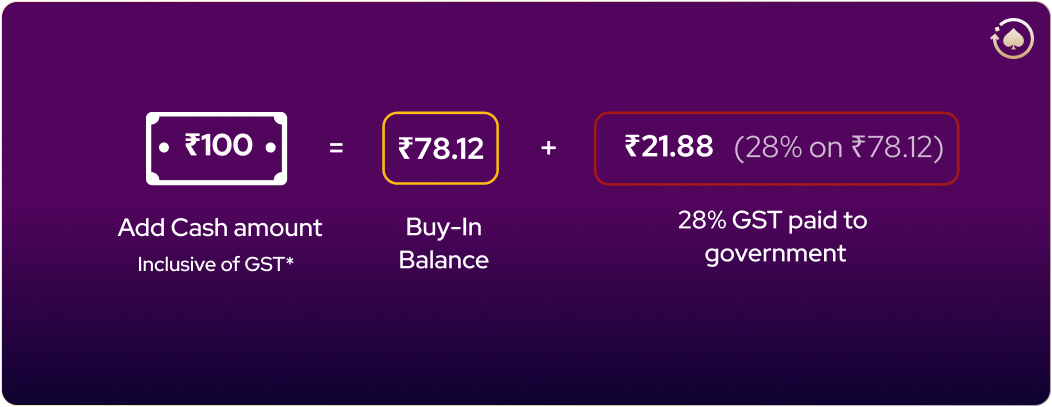 ₹100 = ₹78.12 + ₹21.88 (28% on ₹78.12)
Add Cash amount
Inclusive of GST*
Buy-In
Balance
28% GST paid to
government